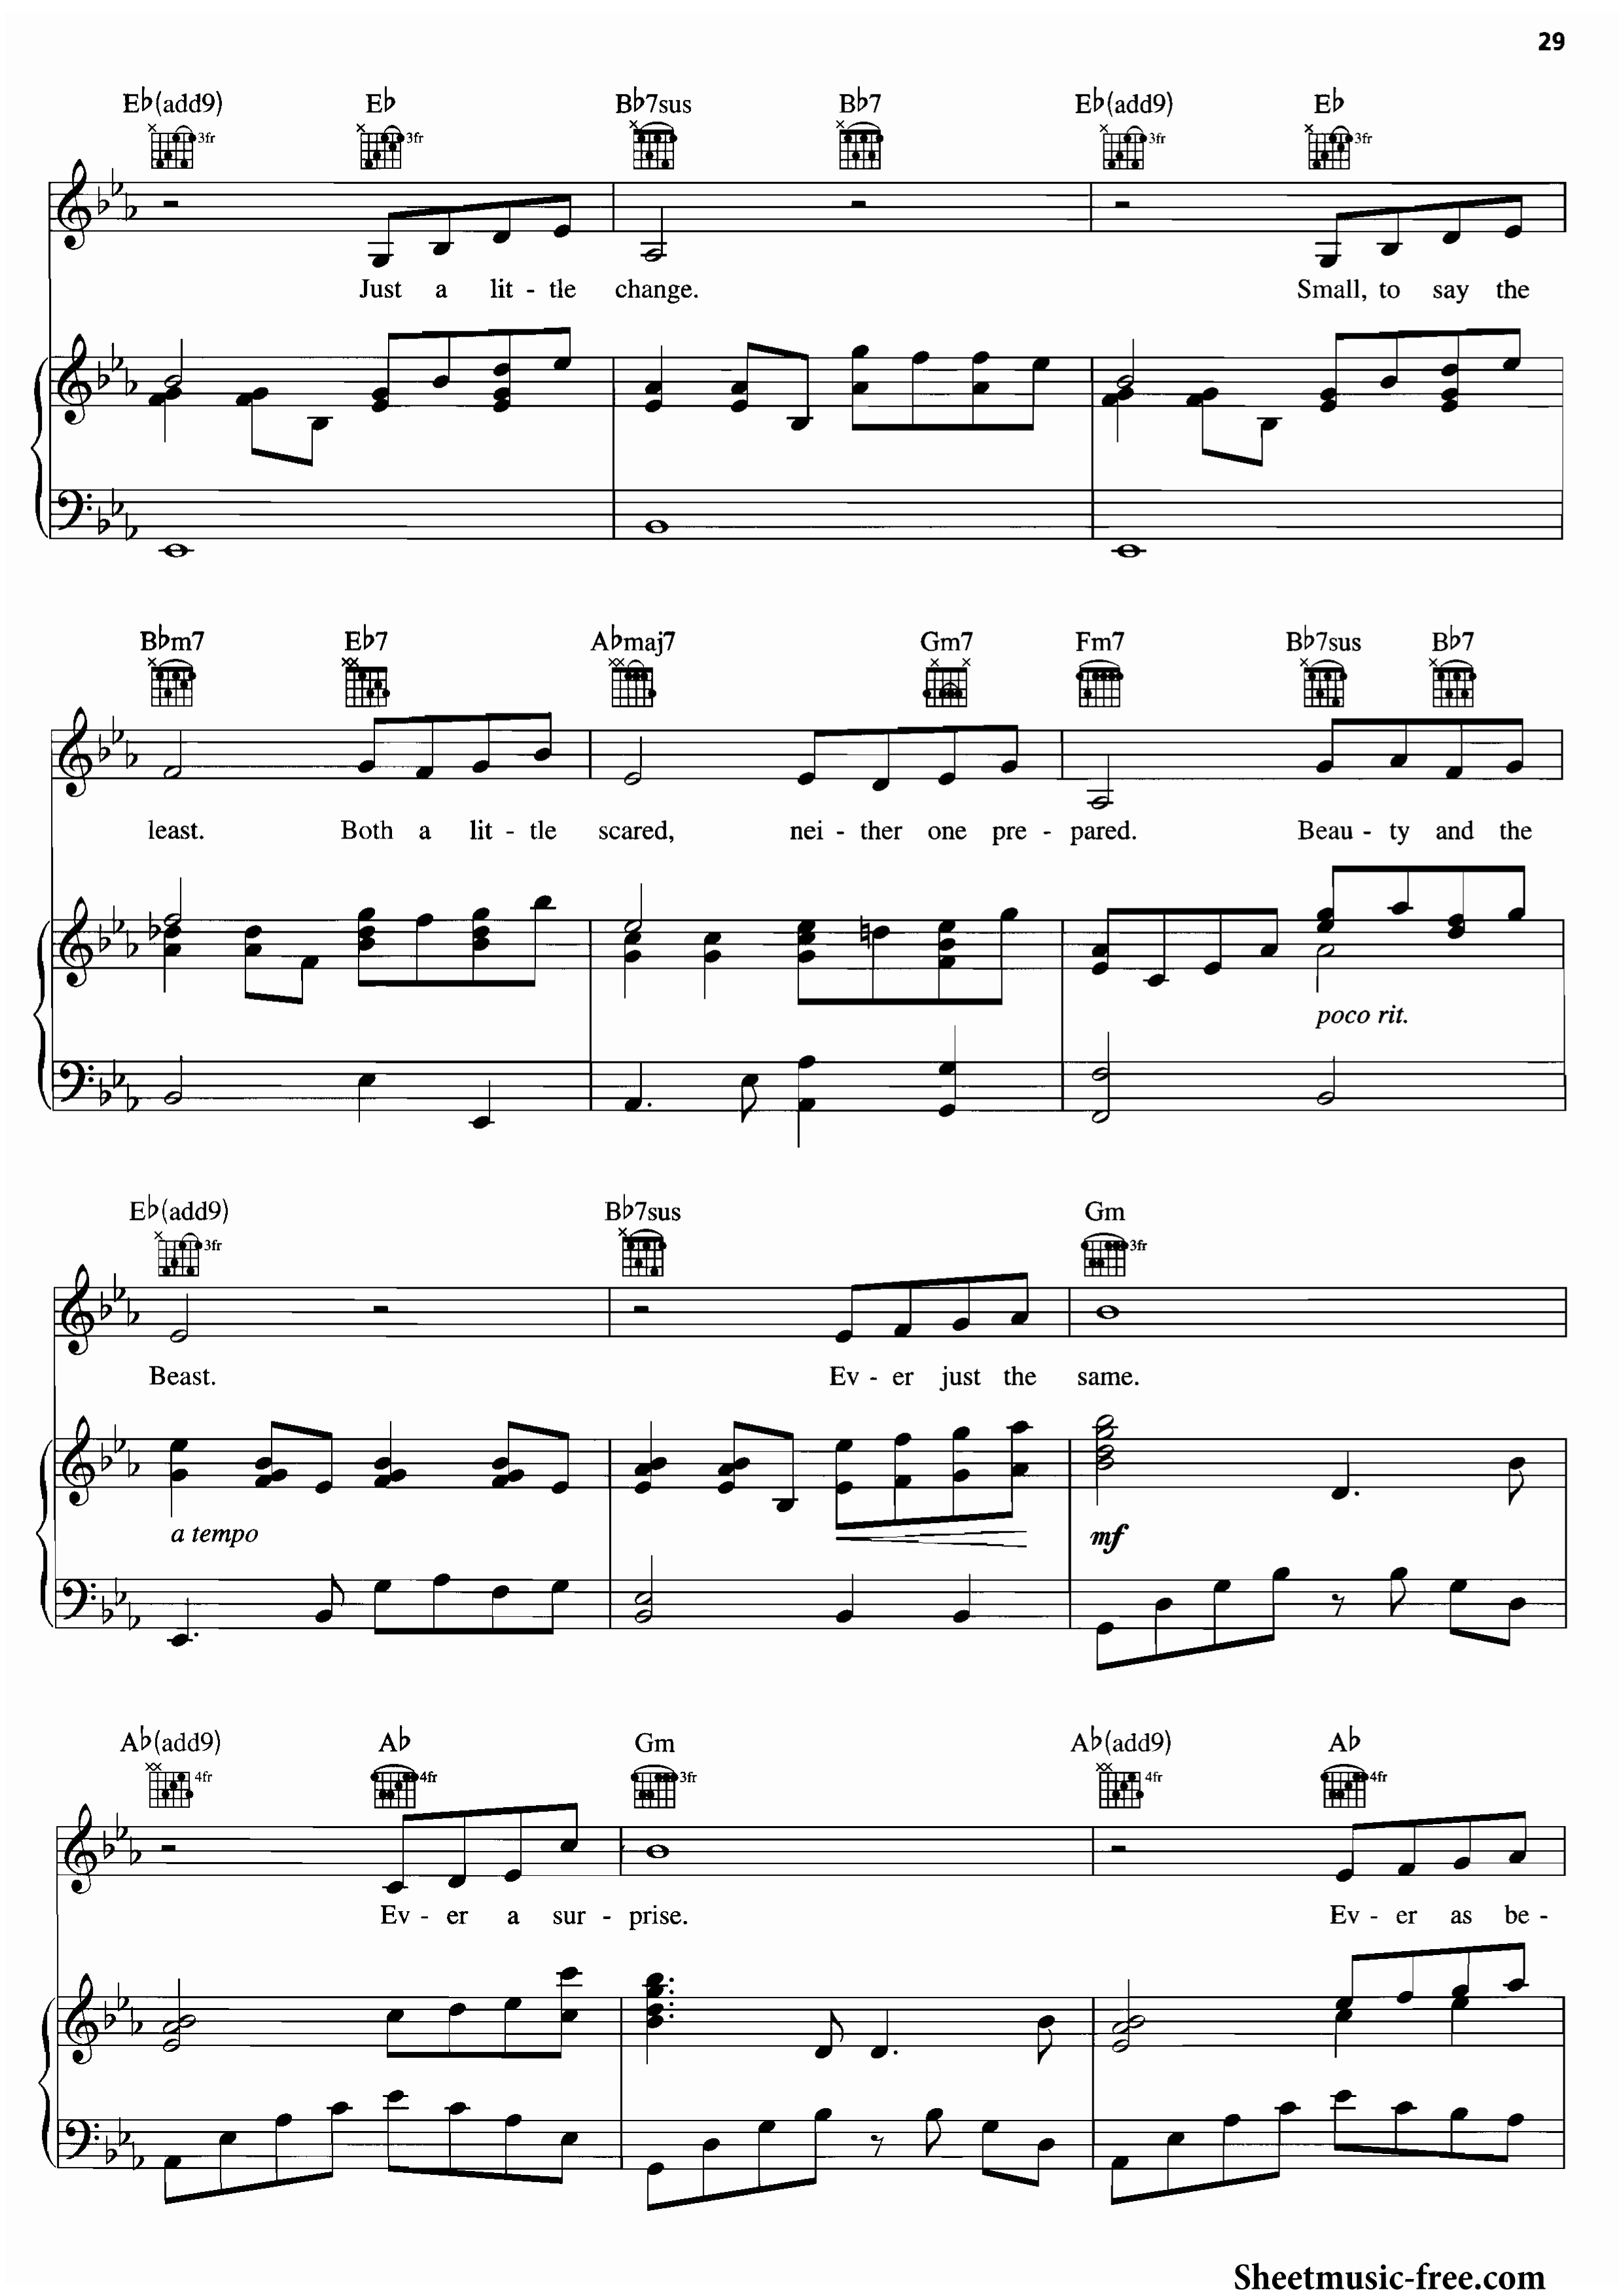 29
E♭(add9) E♭ B♭7sus B♭7 E♭(add9) E♭
3fr 3fr 3fr 3fr
Just a lit - tle change. Small, to say the
B♭m7 E♭7 A♭maj7 Gm7 Fm7 B♭7sus B♭7
least. Both a lit - tle scared, nei - ther one pre - pared. Beau - ty and the
poco rit.
E♭(add9) B♭7sus Gm
3fr 3fr
Beast. Ev - er just the same.
a tempo mf
A♭(add9) A♭ Gm A♭(add9) A♭
4fr 4fr 3fr 4fr 4fr
Ev - er a sur - prise. Ev - er as be -
Sheetmusic-free.com